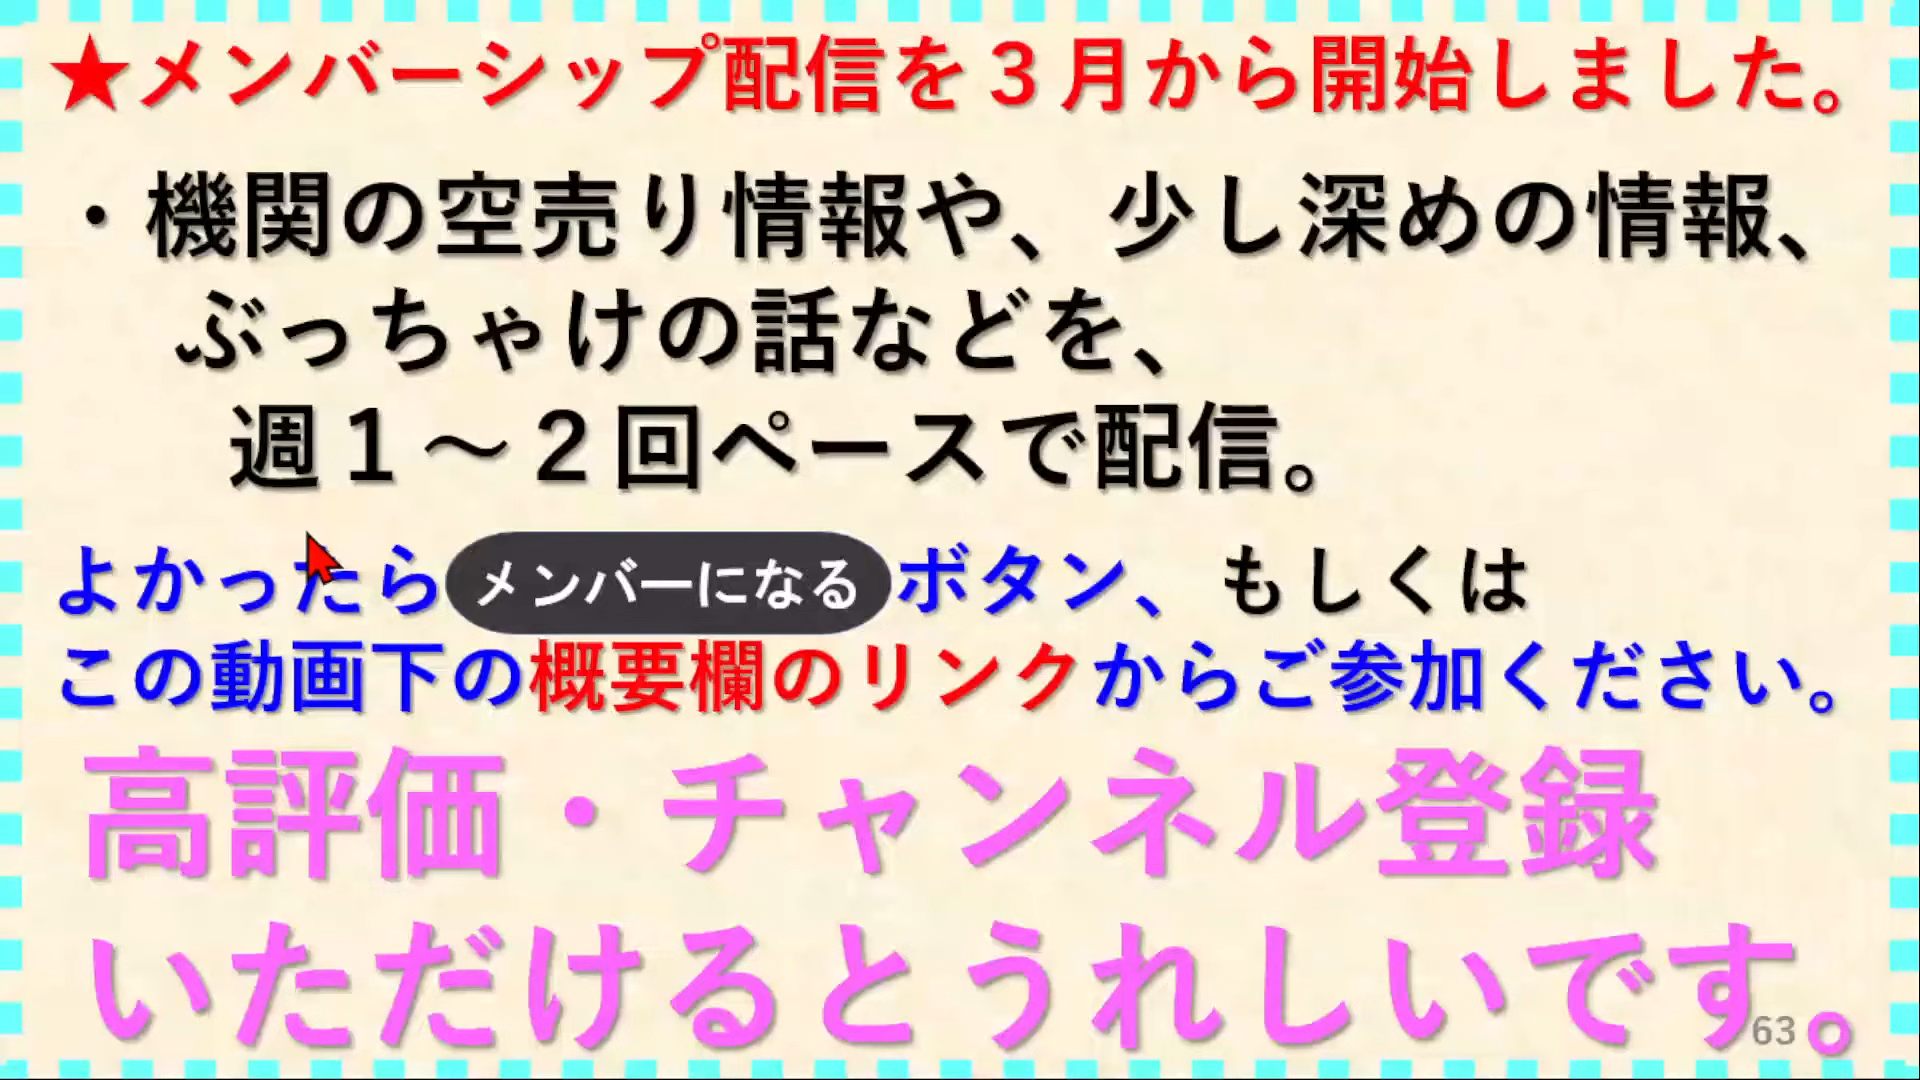 ★メンバーシップ配信を３月から開始しました。
・機関の空売り情報や、少し深めの情報、
ぶっちゃけの話などを、
週１～２回ペースで配信。
よかったらメンバーになるボタン、もしくは
この動画下の概要欄のリンクからご参加ください。
高評価・チャンネル登録
いただけるとうれしいです。
63